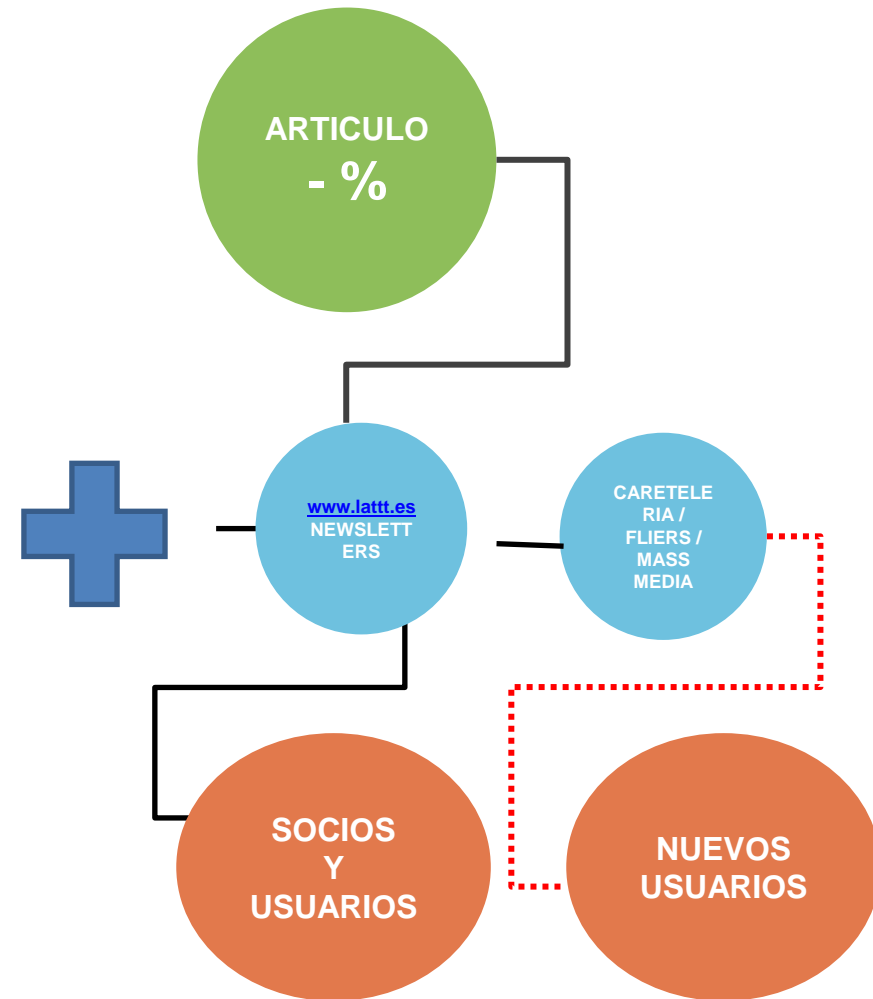 ARTICULO
- %
www.lattt.es
NEWSLETT
ERS
CARETELE
RIA /
FLIERS /
MASS
MEDIA
SOCIOS
Y
USUARIOS
NUEVOS
USUARIOS